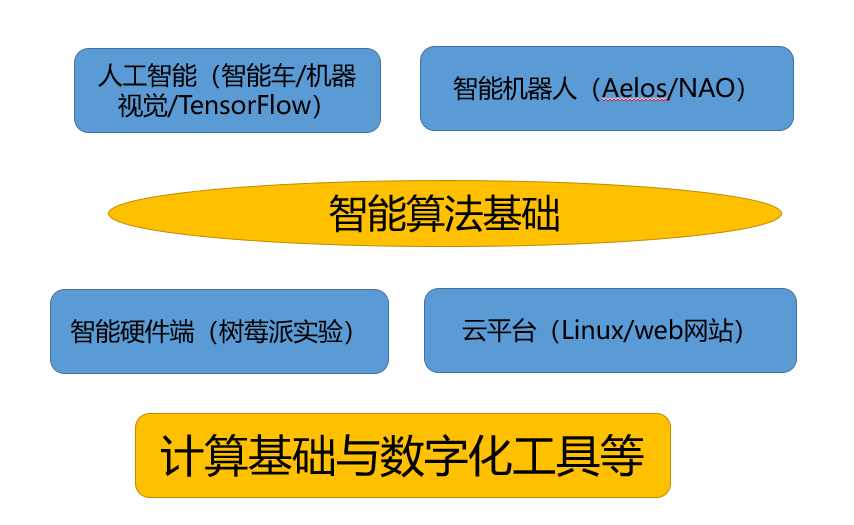 人工智能（智能车/机器
视觉/TensorFlow）
智能机器人（Aelos/NAO）
智能算法基础
智能硬件端（树莓派实验）
云平台（Linux/web网站）
计算基础与数字化工具等